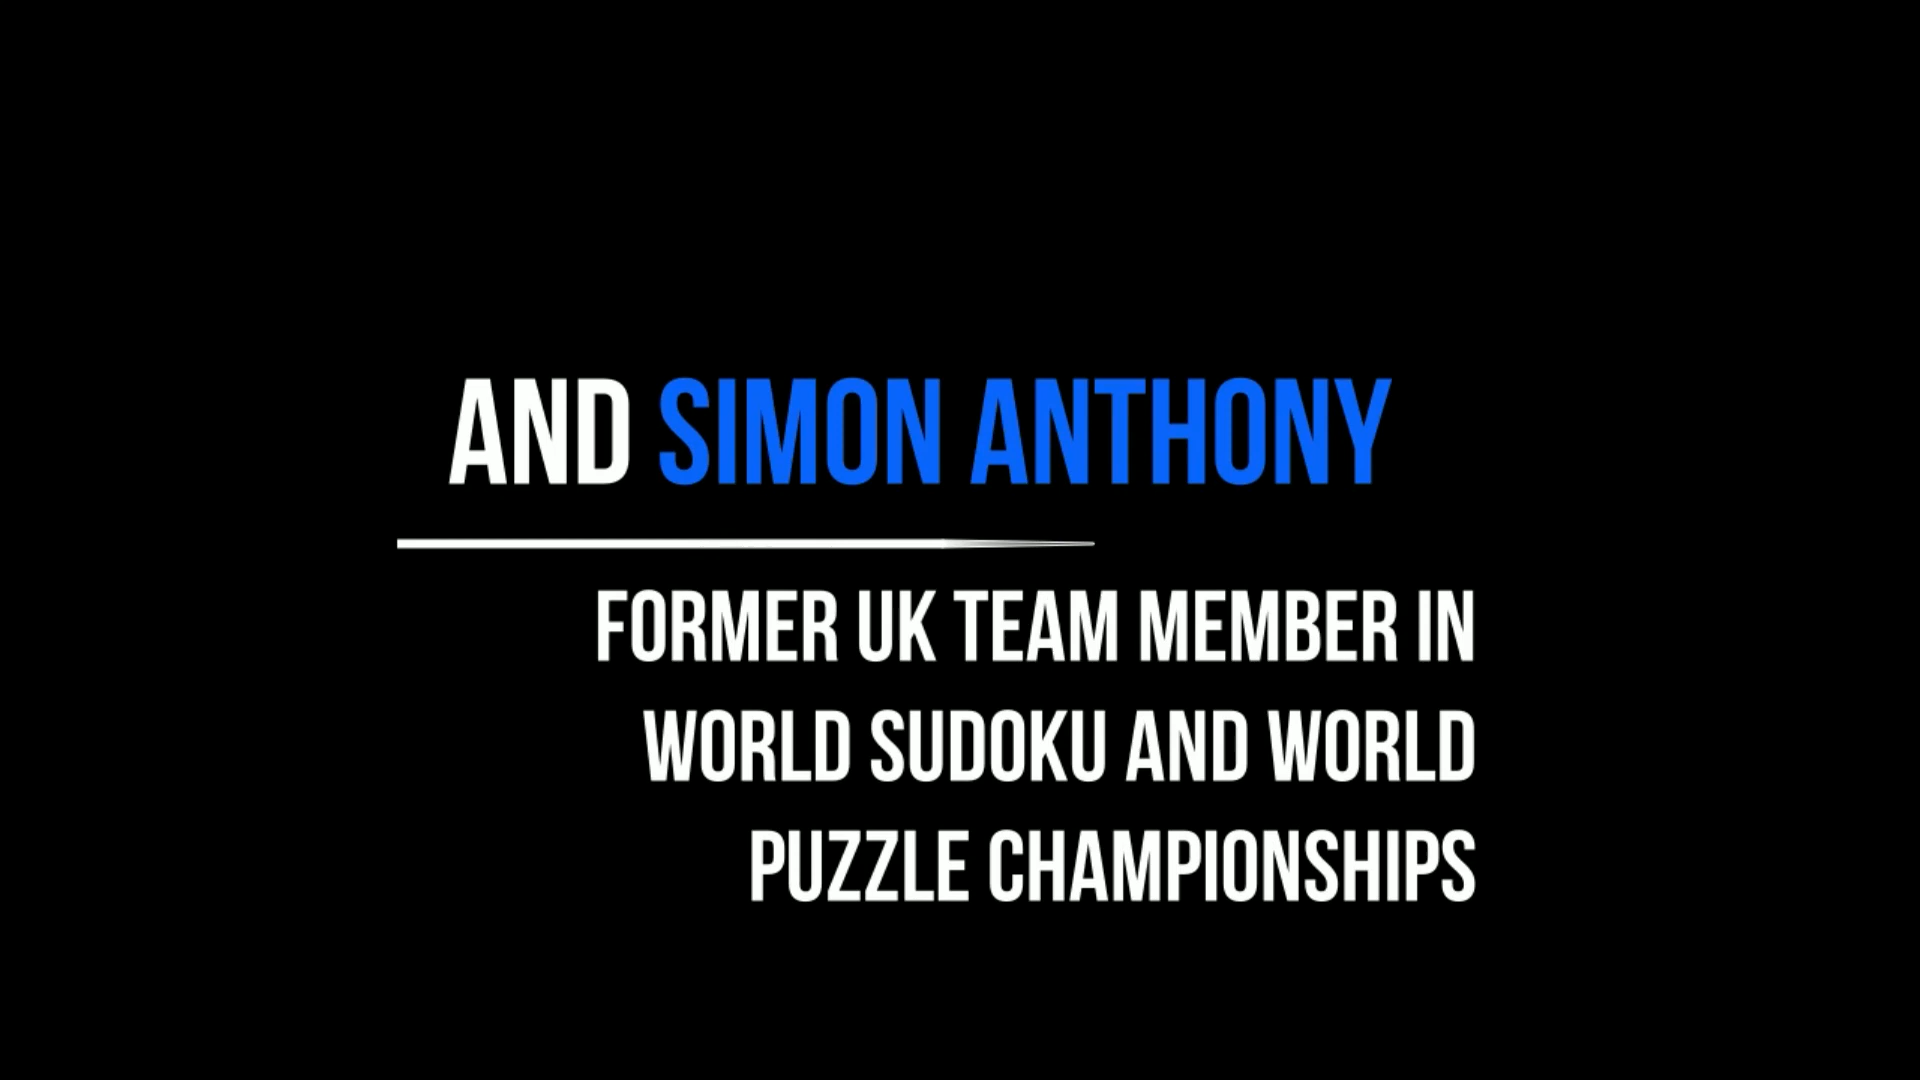 AND SIMON ANTHONY
FORMER UK TEAM MEMBER IN
WORLD SUDOKU AND WORLD
PUZZLE CHAMPIONSHIPS